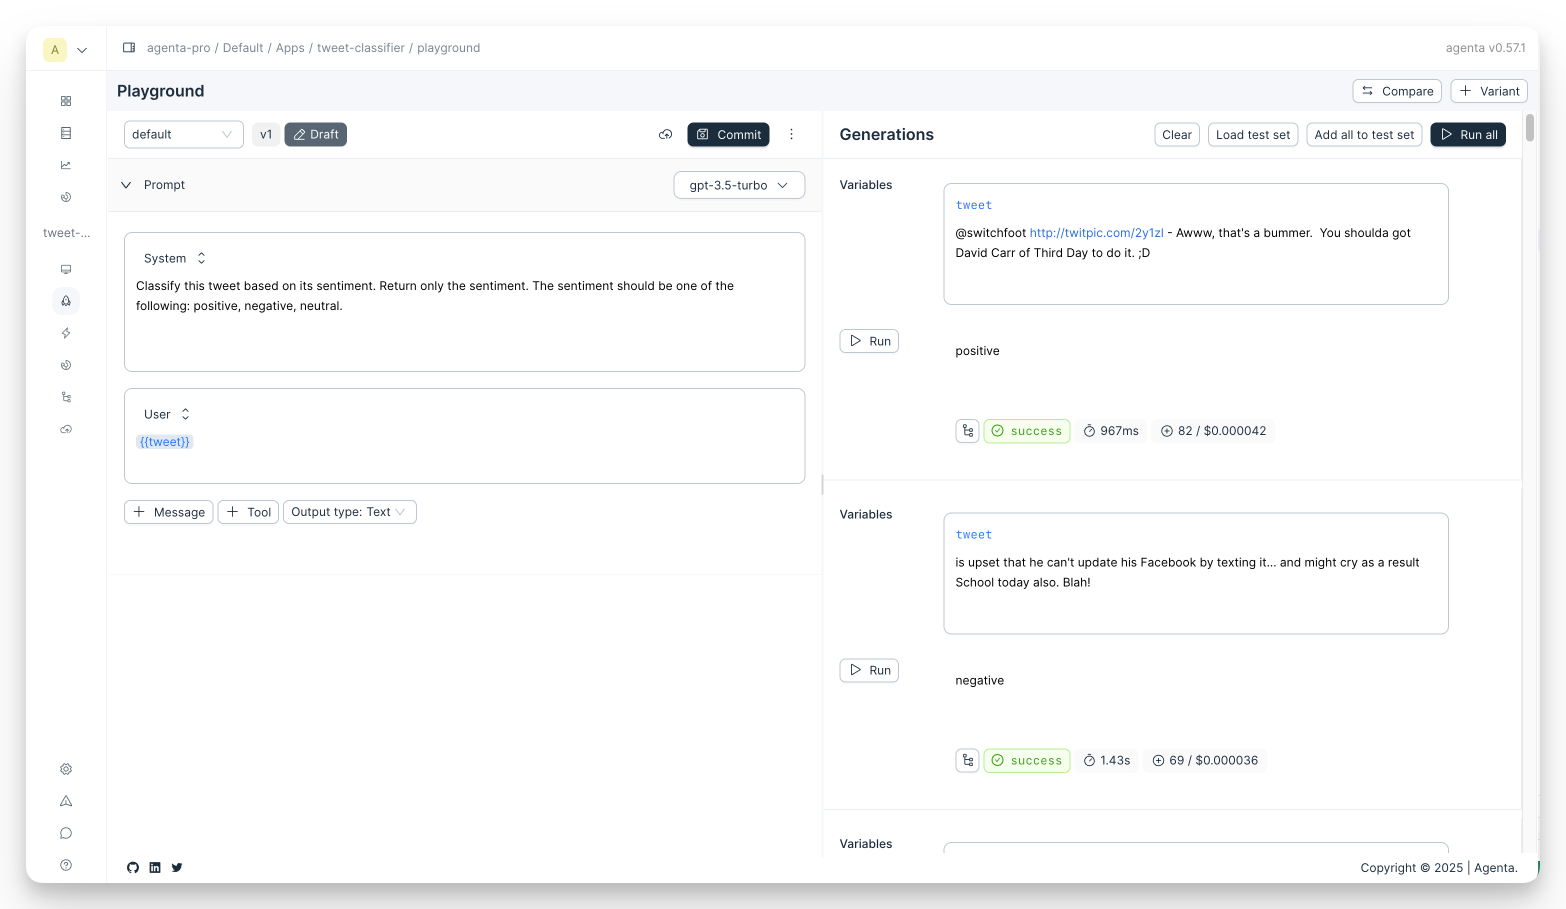 A
agenta-pro / Default / Apps / tweet-classifier / playground
agenta v0.57.1
Playground
Compare
Variant
default
v1
Draft
Commit
Prompt
gpt-3.5-turbo
System
Classify this tweet based on its sentiment. Return only the sentiment. The sentiment should be one of the
following: positive, negative, neutral.
User
{{tweet}}
Message
Tool
Output type: Text
tweet-...
Generations
Clear
Load test set
Add all to test set
Run all
Variables
tweet
@switchfoot http://twitpic.com/2y1zl - Awww, that's a bummer.  You shoulda got
David Carr of Third Day to do it. ;D
Run
positive
success
967ms
82 / $0.000042
Variables
tweet
is upset that he can't update his Facebook by texting it... and might cry as a result
School today also. Blah!
Run
negative
success
1.43s
69 / $0.000036
Variables
Copyright © 2025 | Agenta.